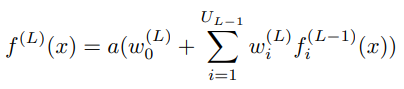 f^{(L)}(x) = a(w_0^{(L)} + \sum_{i=1}^{U_{L-1}} w_i^{(L)} f_i^{(L-1)}(x))